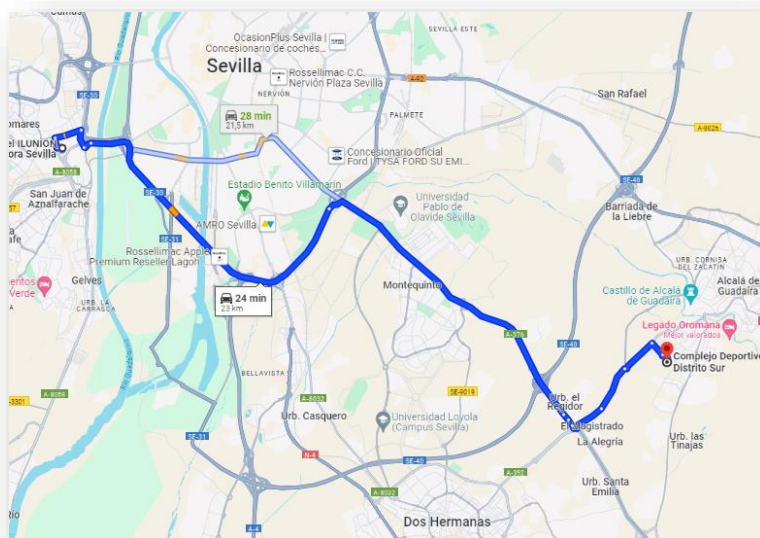 Camas
OcasionPlus Sevilla |
Concesionario de coches...
SEVILLA ESTE
Sevilla
Rossellimac C.C.
Nervión Plaza Sevilla
NERVIÓN
A-92
SE-30
San Rafael
PALMETE
A-8028
omares
28 min
21,5 km
el ILUNION
ora Sevilla
Concesionario Oficial
Ford | TYSA FORD SU EMI...
A-8058
SE-40
San Juan de
Aznalfarache
SE-30
Estadio Benito Villamarín
Universidad
Pablo de
Olavide Sevilla
Barriada de
la Liebre
AMRO Sevilla
SE-31
Rossellimac Apple
Premium Reseller Lagoh
URB. CORNISA
DEL ZACATÍN
Gelves
Montequinto
Castillo de Alcalá
de Guadaíra
Alcalá de
Guadaíra
entos
Verde
URB. LA
CARRASCA
24 min
23 km
A-376
Legado Oromana
Mejor valorados
SE-40
Complejo Deportivo
Distrito Sur
BELLAVISTA
A-8032
SE-9019
Urb. el
Regidor
A-8058
-3301
Urb. Casquero
Universidad Loyola
(Campus Sevilla)
El Magistrado
La Alegría
Urb. las
Tinajas
SE-31
N-4
SE-40
A-392
Urb. Santa
Emilia
A-8032
Río
A-4
Dos Hermanas